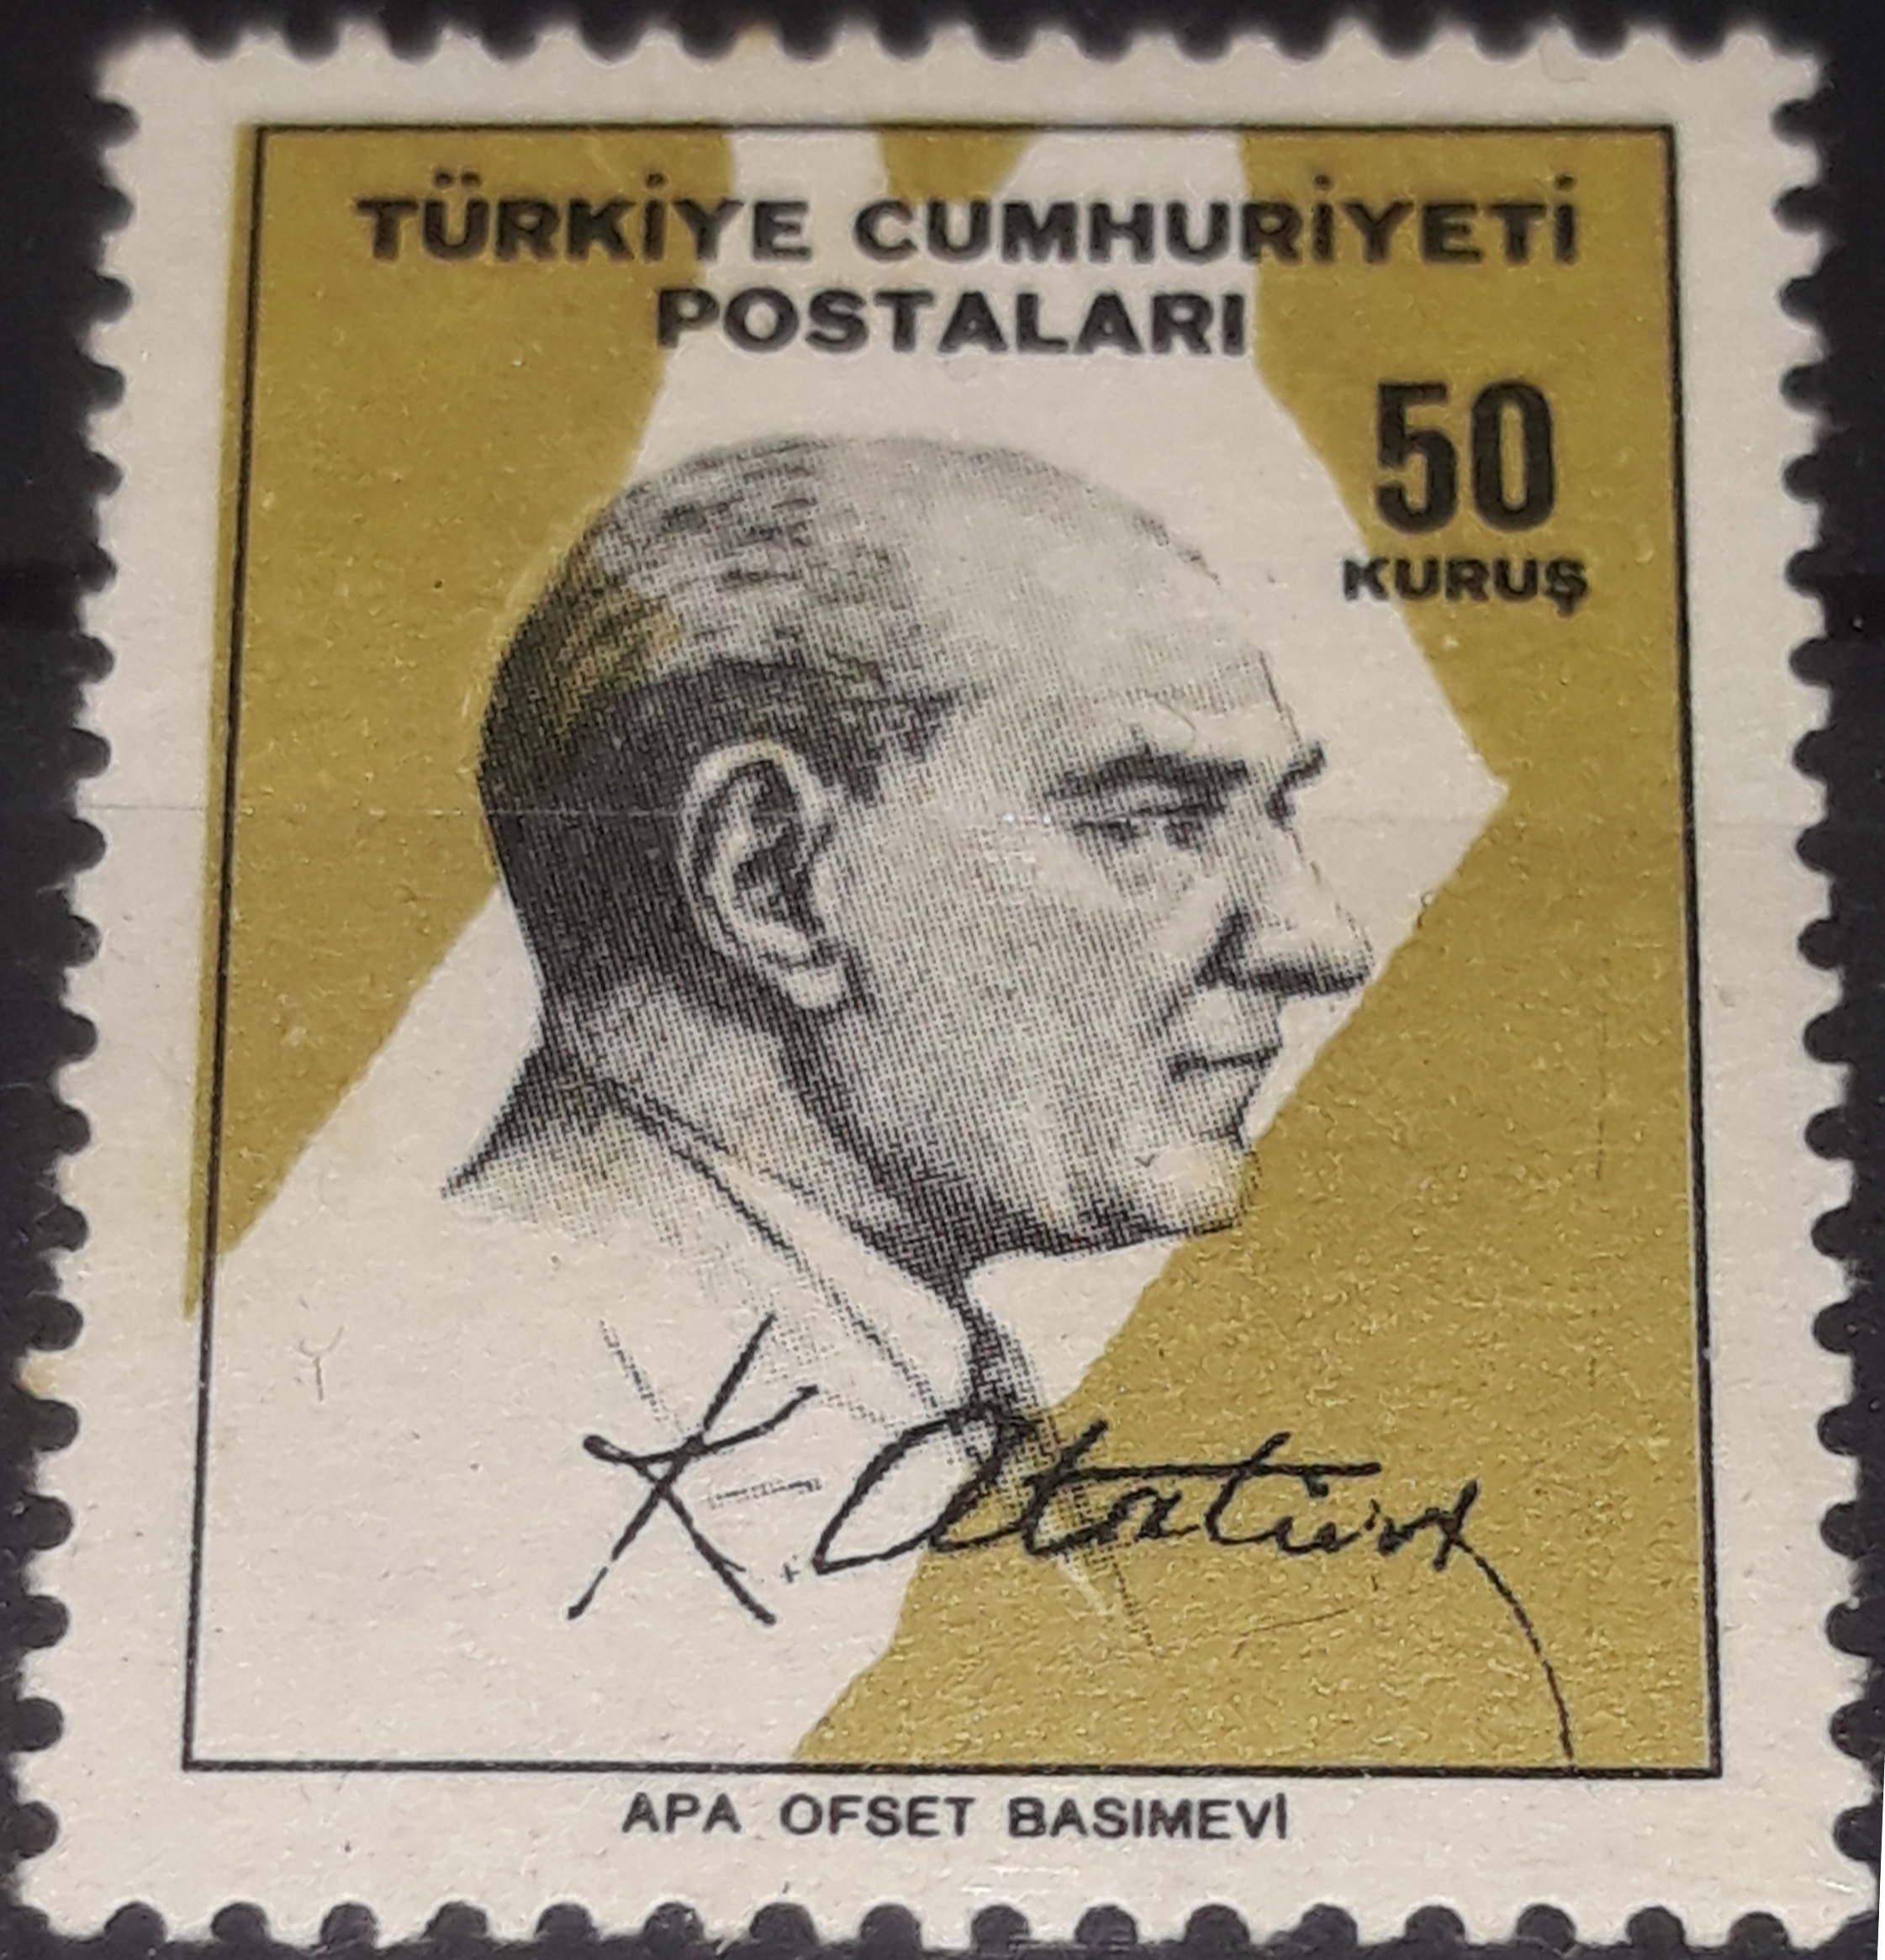 TÜRKİYE CUMHURİYETİ
POSTALARI
50
KURUŞ
K. Atatürk
APA OFSET BASIMEVİ